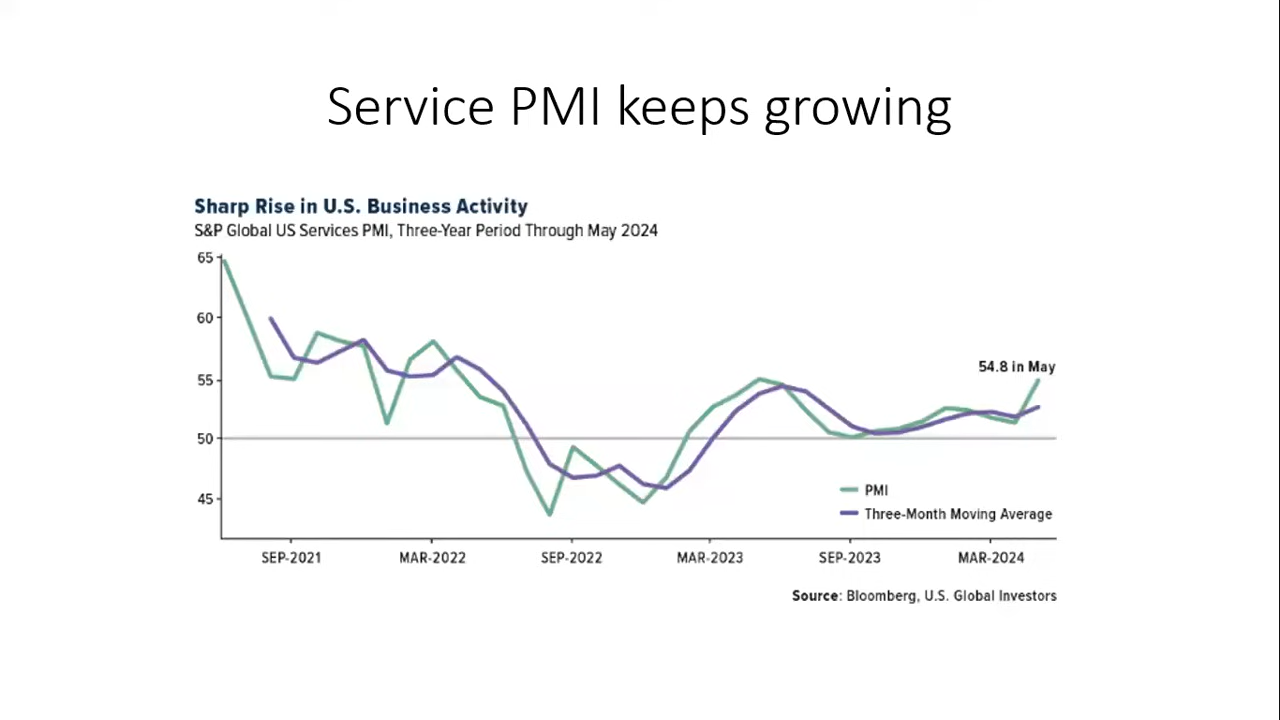 Service PMI keeps growing
Sharp Rise in U.S. Business Activity
S&P Global US Services PMI, Three-Year Period Through May 2024
65
60
55
50
45
54.8 in May
PMI
Three-Month Moving Average
SEP-2021 MAR-2022 SEP-2022 MAR-2023 SEP-2023 MAR-2024
Source: Bloomberg, U.S. Global Investors